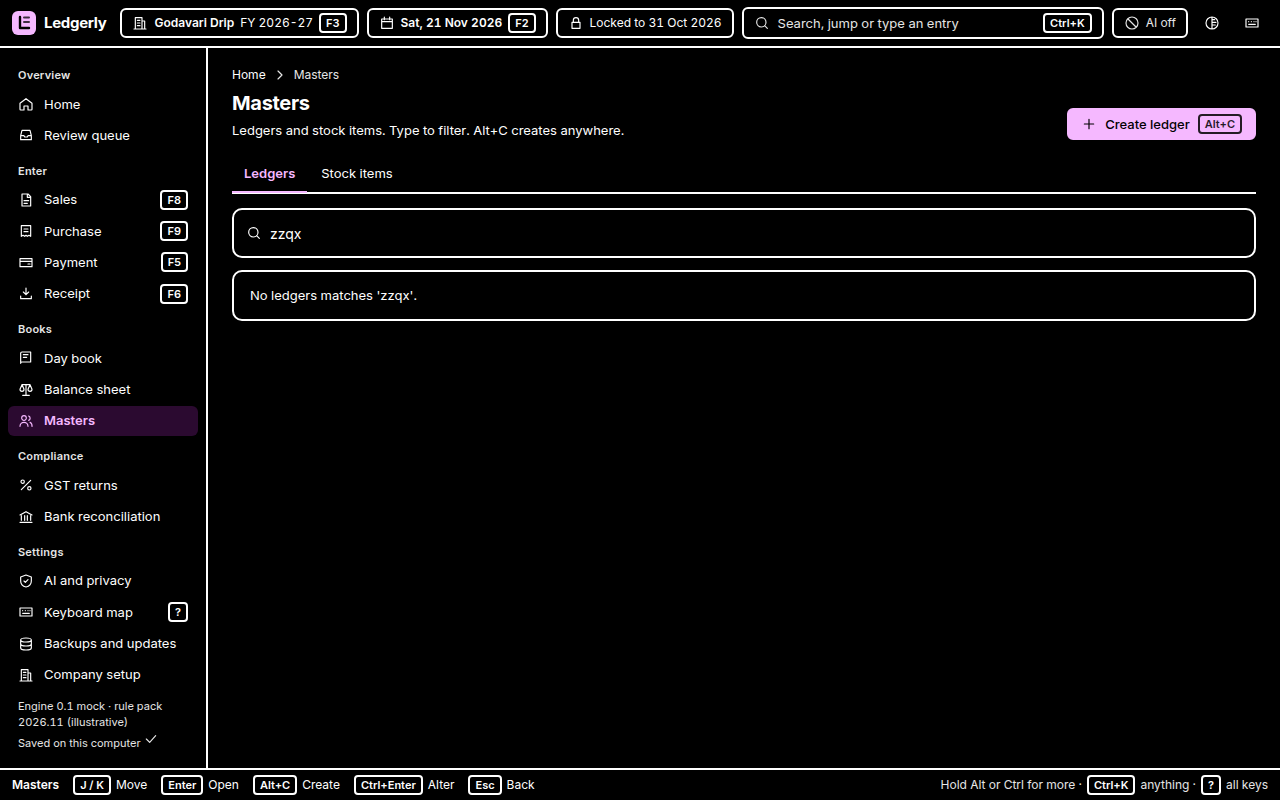 Ledgerly
Godavari Drip FY 2026-27 F3
Sat, 21 Nov 2026 F2
Locked to 31 Oct 2026
Search, jump or type an entry Ctrl+K
AI off
Overview
Home
Review queue
Enter
Sales F8
Purchase F9
Payment F5
Receipt F6
Books
Day book
Balance sheet
Masters
Compliance
GST returns
Bank reconciliation
Settings
AI and privacy
Keyboard map ?
Backups and updates
Company setup
Engine 0.1 mock · rule pack
2026.11 (illustrative)
Saved on this computer
Home Masters
Masters
Ledgers and stock items. Type to filter. Alt+C creates anywhere.
Create ledger Alt+C
Ledgers Stock items
zzqx
No ledgers matches 'zzqx'.
Masters J / K Move Enter Open Alt+C Create Ctrl+Enter Alter Esc Back
Hold Alt or Ctrl for more · Ctrl+K anything · ? all keys